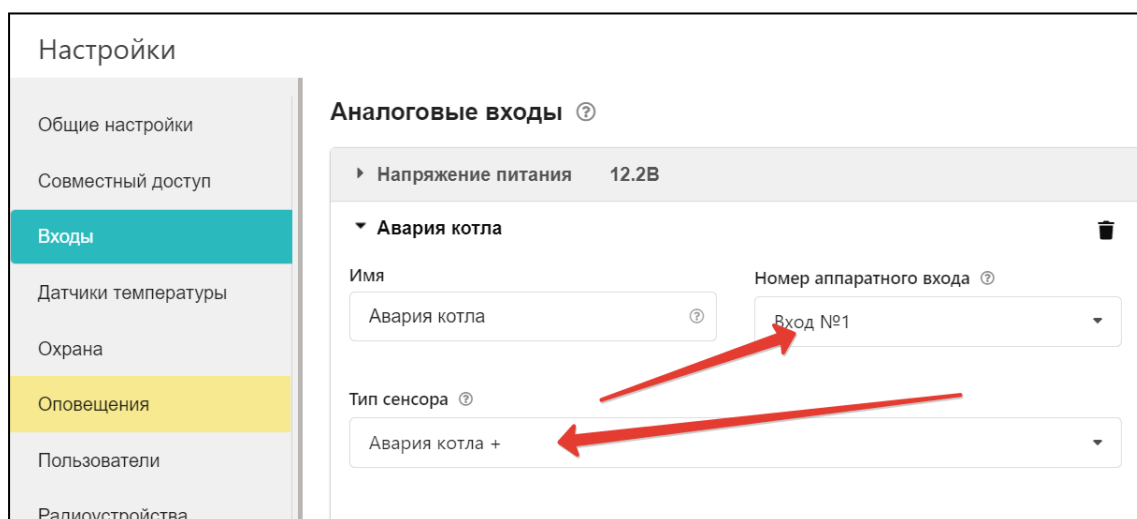 Настройки
Общие настройки
Совместный доступ
Входы
Датчики температуры
Охрана
Оповещения
Пользователи
Радиоустройства
Аналоговые входы ?
Напряжение питания 12.2В
Авария котла
Имя
Авария котла ?
Номер аппаратного входа ?
Вход №1
Тип сенсора ?
Авария котла +